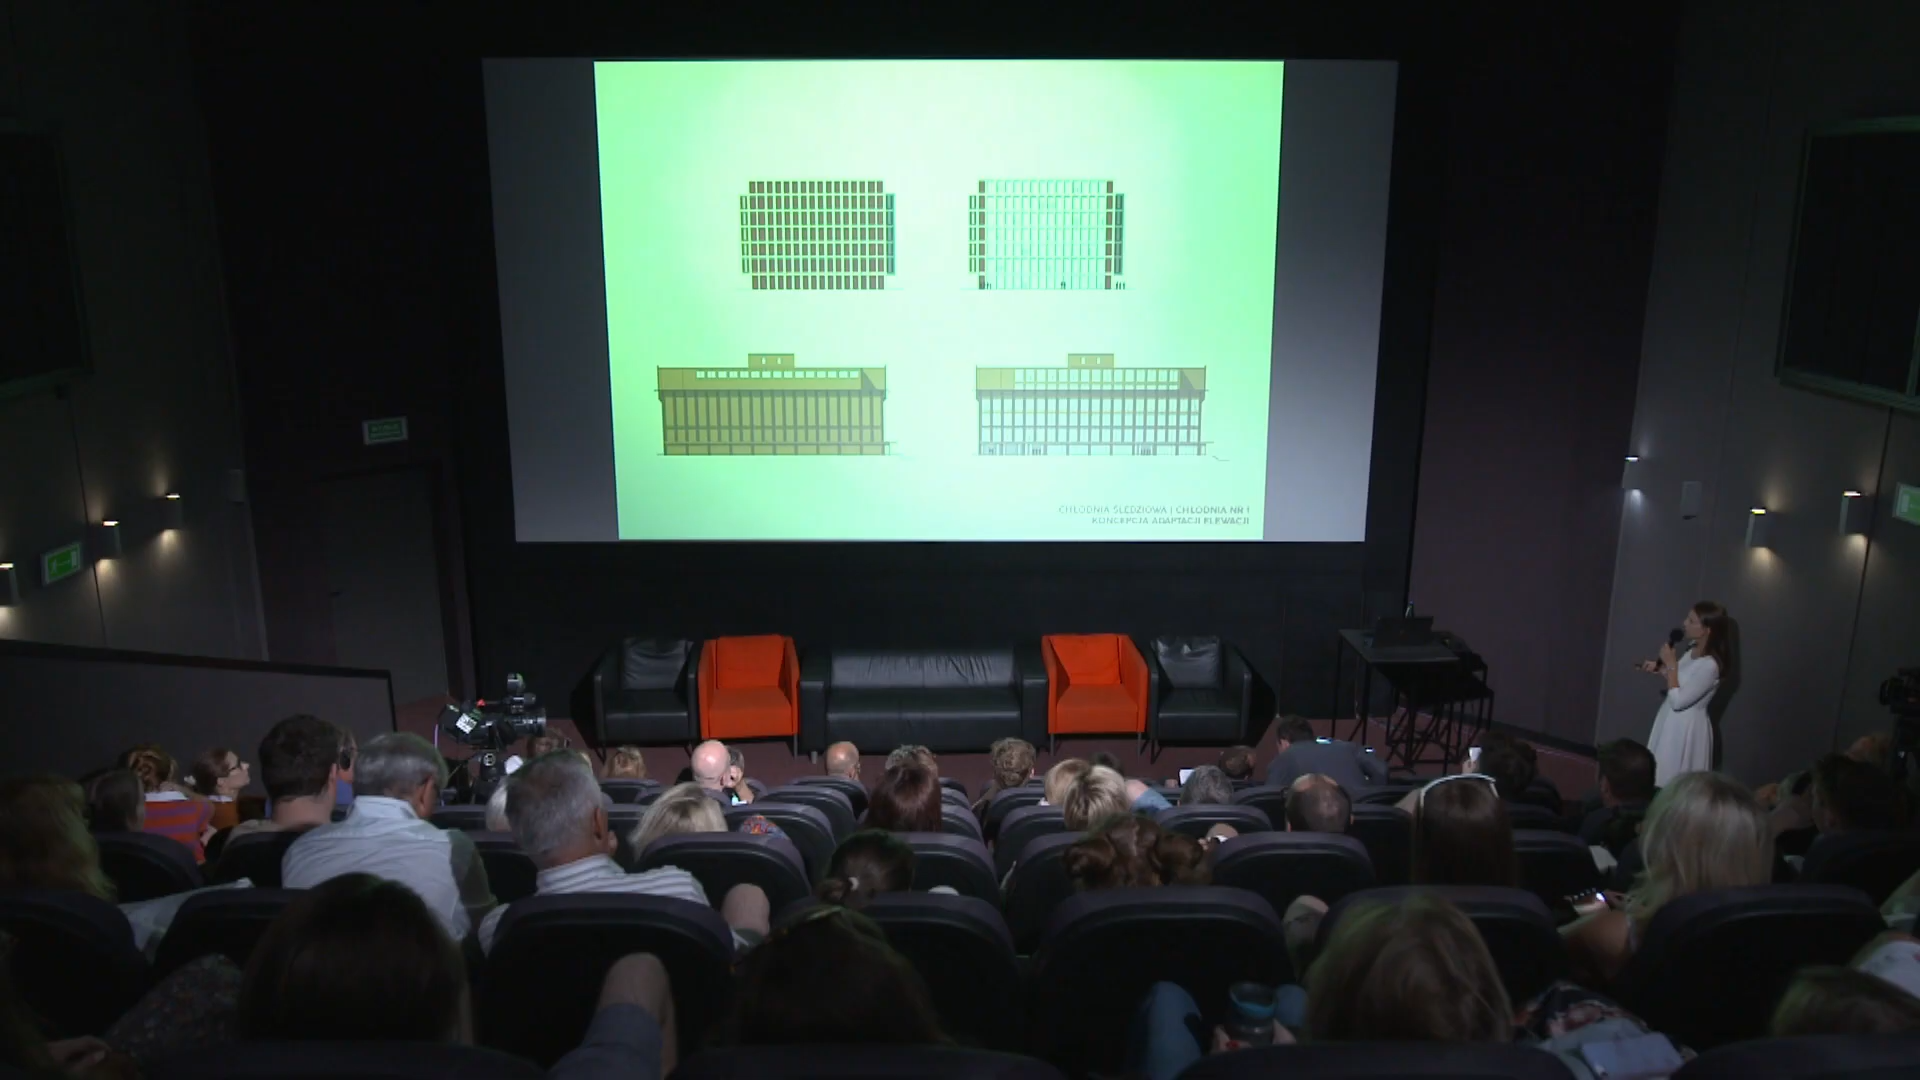 CHŁODNIA ŚLEDZIOWA | CHŁODNIA NR 1
KONCEPCJA ADAPTACJI ELEWACJI